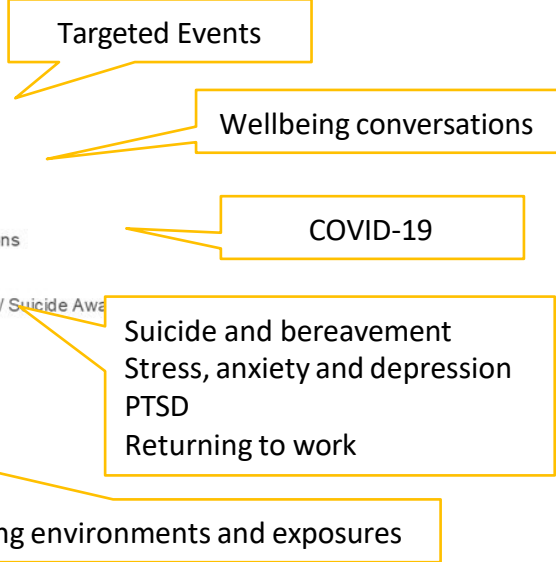 Targeted Events
Wellbeing conversations
COVID-19
ns
/ Suicide Awa
Suicide and bereavement
Stress, anxiety and depression
PTSD
Returning to work
ng environments and exposures